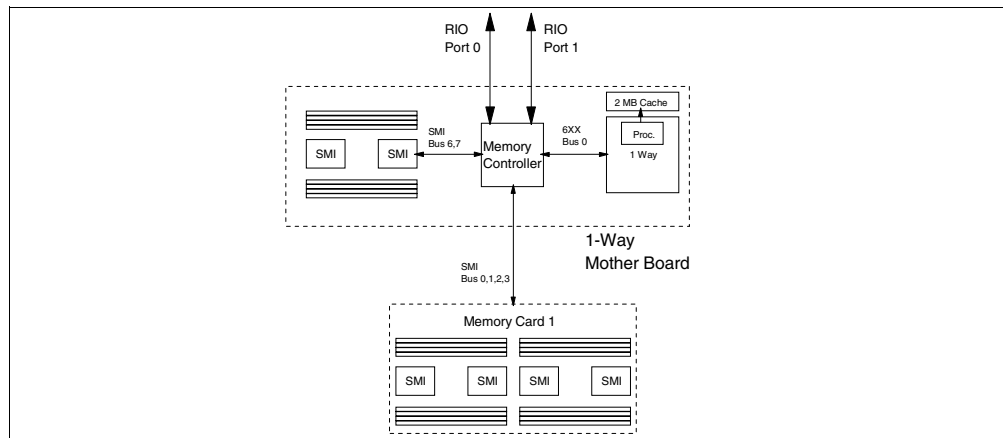 RIO
Port 0
RIO
Port 1
2 MB Cache
SMI
Bus 6,7
6XX
Bus 0
Proc.
1 Way
SMI
SMI
Memory
Controller
1-Way
Mother Board
SMI
Bus 0,1,2,3
Memory Card 1
SMI
SMI
SMI
SMI